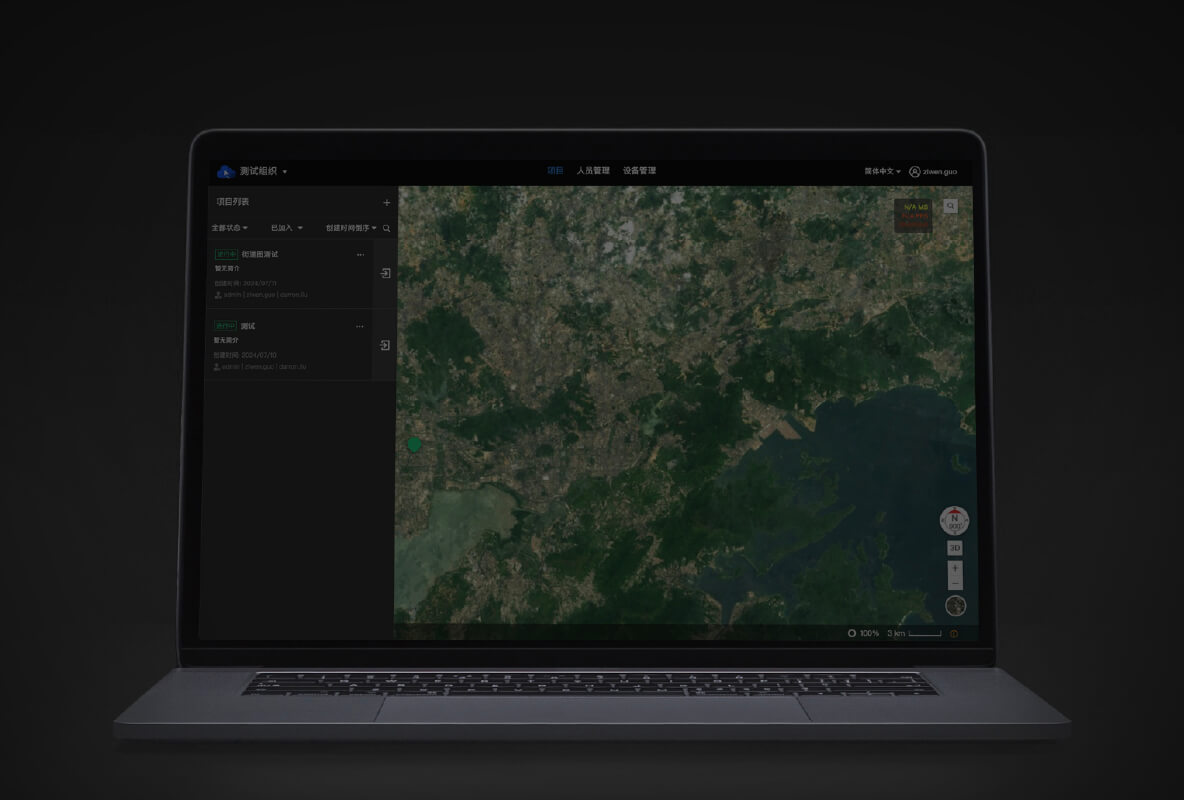 测试组织
项目 人员管理 设备管理
简体中文 ziwen.guo
项目列表
全部状态 已加入 创建时间倒序
进行中 街道图测试
暂无简介
创建时间: 2024/07/11
admin | ziwen.guo | darron.liu
进行中 测试
暂无简介
创建时间: 2024/07/10
admin | ziwen.guo | darron.liu
N/A MB
N
3D
100% 3 km